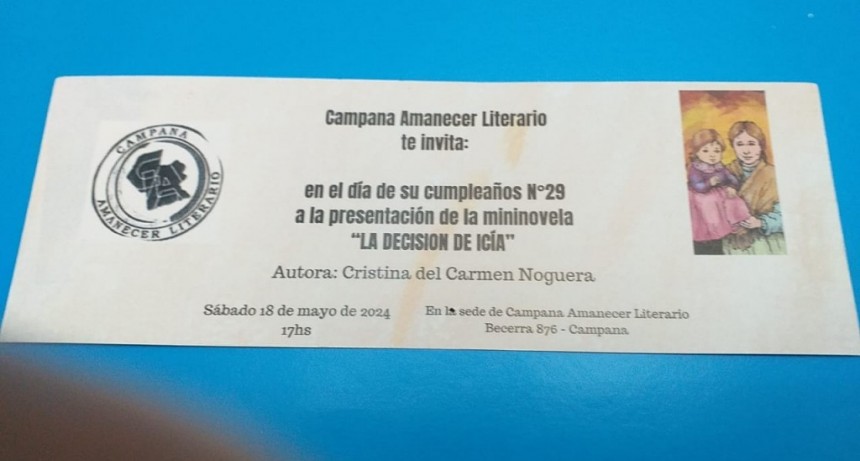 CAMPANA
AMANECER LITERARIO
Campana Amanecer Literario
te invita:
en el día de su cumpleaños N°29
a la presentación de la mininovela
“LA DECISION DE ICÍA”
Autora: Cristina del Carmen Noguera
Sábado 18 de mayo de 2024
17hs
En la sede de Campana Amanecer Literario
Becerra 876 - Campana